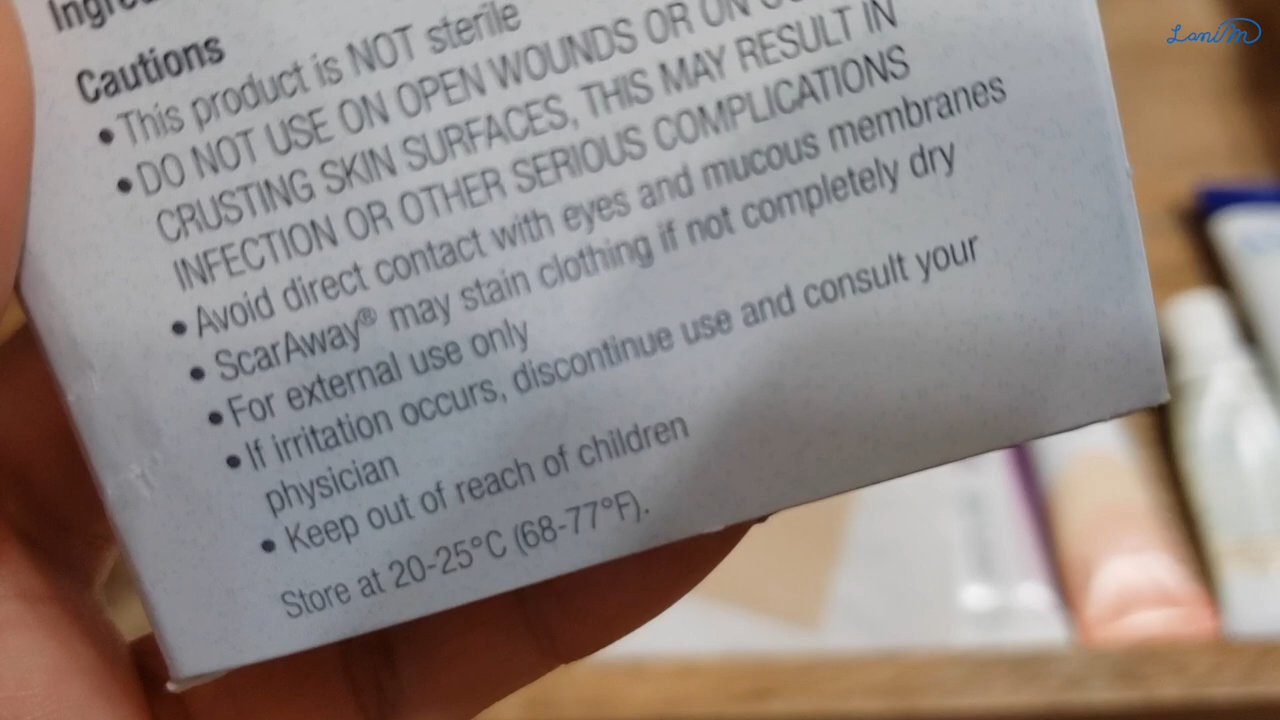 Cautions
• This product is NOT sterile
• DO NOT USE ON OPEN WOUNDS OR ON
CRUSTING SKIN SURFACES, THIS MAY RESULT IN
INFECTION OR OTHER SERIOUS COMPLICATIONS
• Avoid direct contact with eyes and mucous membranes
• ScarAway® may stain clothing if not completely dry
• For external use only
• If irritation occurs, discontinue use and consult your
physician
• Keep out of reach of children
Store at 20-25°C (68-77°F).
LaniM